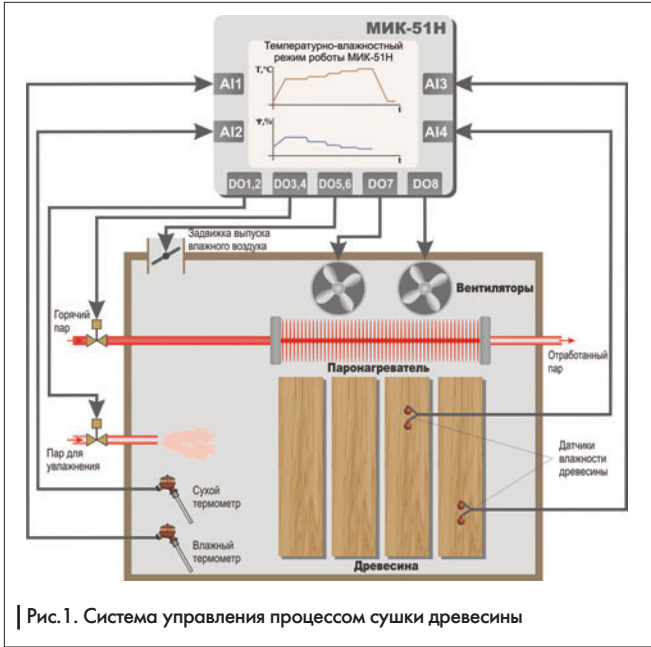 МИК-51Н
Температурно-влажностный
режим роботы МИК-51Н
T,°C
t
Ψ,%
t
AI1
AI2
AI3
AI4
DO1,2
DO3,4
DO5,6
DO7
DO8
Задвижка выпуска
влажного воздуха
Вентиляторы
Горячий
пар
Паронагреватель
Отработанный
пар
Пар для
увлажнения
Датчики
влажности
древесины
Сухой
термометр
Влажный
термометр
Древесина
Рис.1. Система управления процессом сушки древесины